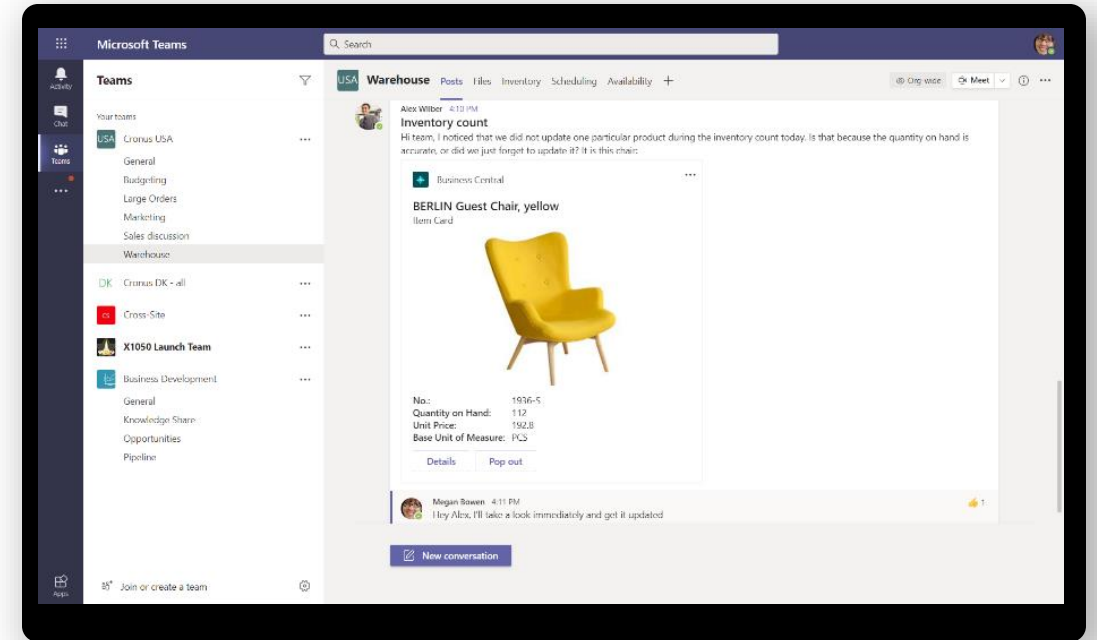 Microsoft Teams
Search
Activity
Chat
Teams
Apps
Teams
Your teams
USA Cronus USA
General
Budgeting
Large Orders
Marketing
Sales discussion
Warehouse
DK Cronus DK - all
cs Cross-Site
X1050 Launch Team
Business Development
General
Knowledge Share
Opportunities
Pipeline
Join or create a team
USA Warehouse Posts Files Inventory Scheduling Availability
Org-wide Meet
Alex Wilber 4:10 PM
Inventory count
Hi team, I noticed that we did not update one particular product during the inventory count today. Is that because the quantity on hand is
accurate, or did we just forget to update it? It is this chair:
Business Central
BERLIN Guest Chair, yellow
Item Card
No.: 1936-S
Quantity on Hand: 112
Unit Price: 192.8
Base Unit of Measure: PCS
Details Pop out
Megan Bowen 4:11 PM
1
Hey Alex, I'll take a look immediately and get it updated
New conversation